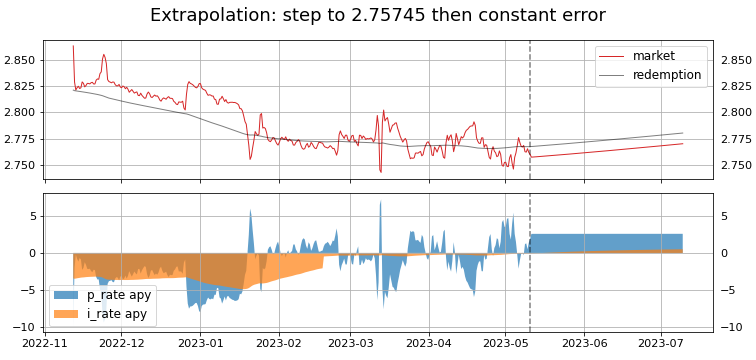 Extrapolation: step to 2.75745 then constant error
2.850 2.850
market
redemption
2.825 2.825
2.800 2.800
2.775 2.775
2.750 2.750
5 5
0 0
−5 −5
p_rate apy
i_rate apy
−10 −10
2022-11 2022-12 2023-01 2023-02 2023-03 2023-04 2023-05 2023-06 2023-07